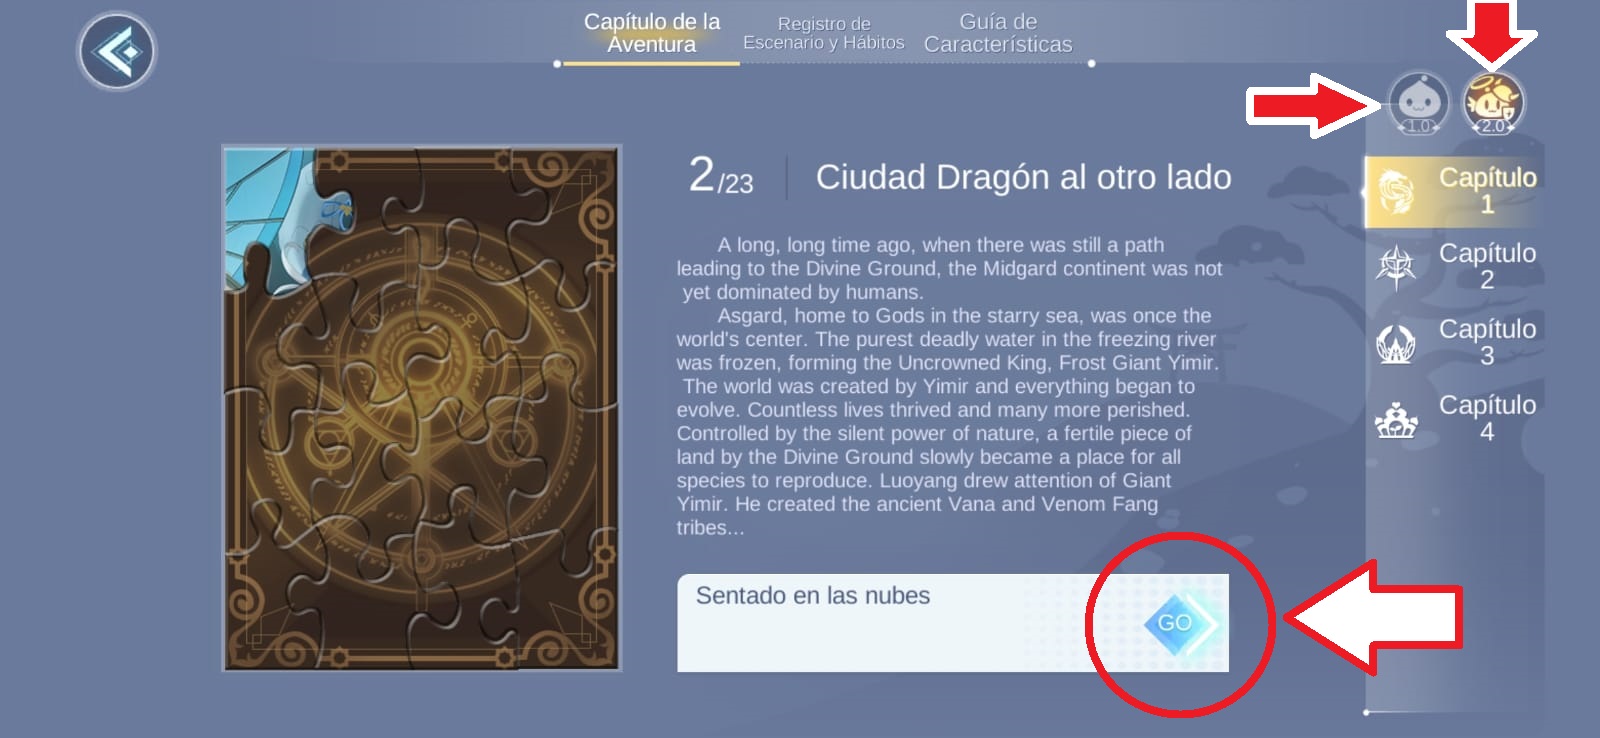 Capítulo de la
Aventura
Registro de
Escenario y Hábitos
Guía de
Características
1.0
2.0
2/23
Ciudad Dragón al otro lado
A long, long time ago, when there was still a path
leading to the Divine Ground, the Midgard continent was not
yet dominated by humans.
Asgard, home to Gods in the starry sea, was once the
world's center. The purest deadly water in the freezing river
was frozen, forming the Uncrowned King, Frost Giant Yimir.
The world was created by Yimir and everything began to
evolve. Countless lives thrived and many more perished.
Controlled by the silent power of nature, a fertile piece of
land by the Divine Ground slowly became a place for all
species to reproduce. Luoyang drew attention of Giant
Yimir. He created the ancient Vana and Venom Fang
tribes...
Sentado en las nubes
GO
Capítulo
1
Capítulo
2
Capítulo
3
Capítulo
4